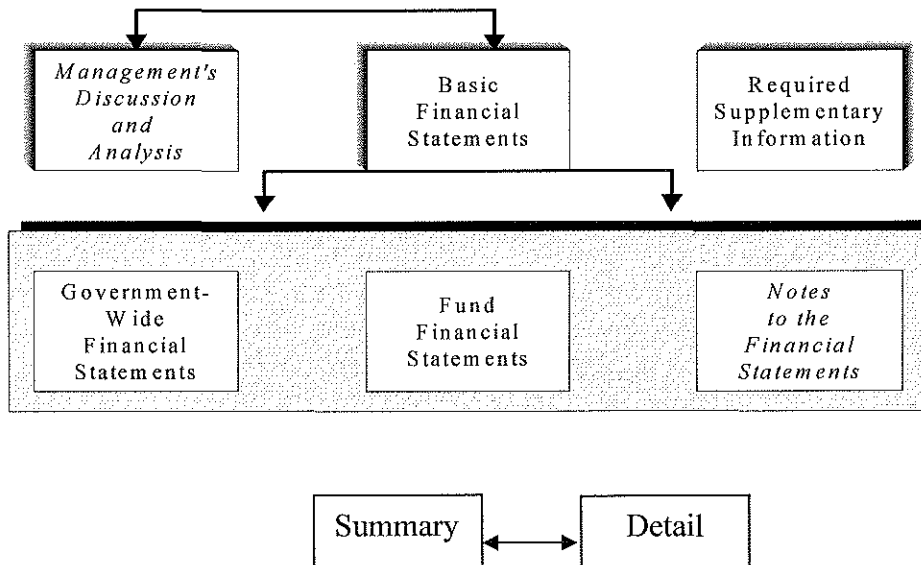 Management's
Discussion
and
Analysis
Basic
Financial
Statements
Required
Supplementary
Information
Government-
Wide
Financial
Statements
Fund
Financial
Statements
Notes
to the
Financial
Statements
Summary
Detail